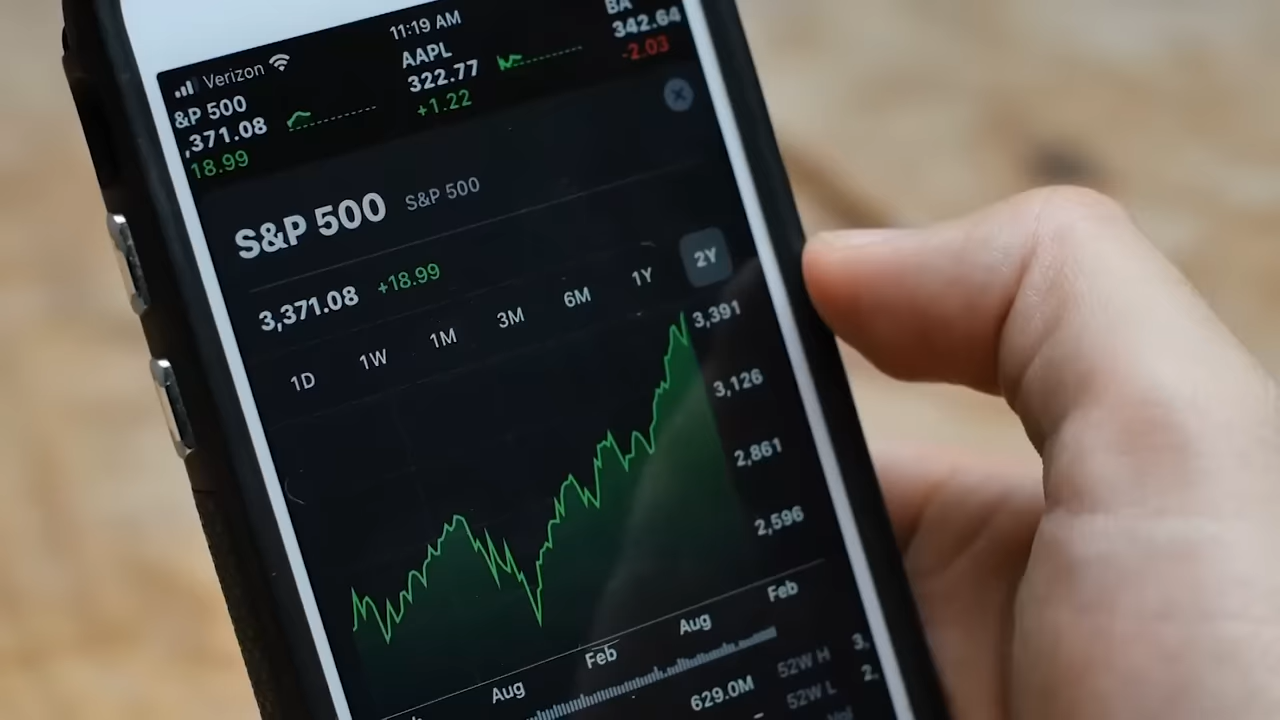 11:19 AM
Verizon
&P 500
,371.08
18.99
AAPL
322.77
+1.22
BA
342.64
-2.03
S&P 500 S&P 500
3,371.08 +18.99
1D 1W 1M 3M 6M 1Y 2Y
3,391
3,126
2,861
2,596
Aug Feb Aug Feb
629.0M 52W H 3,
52W L 2,